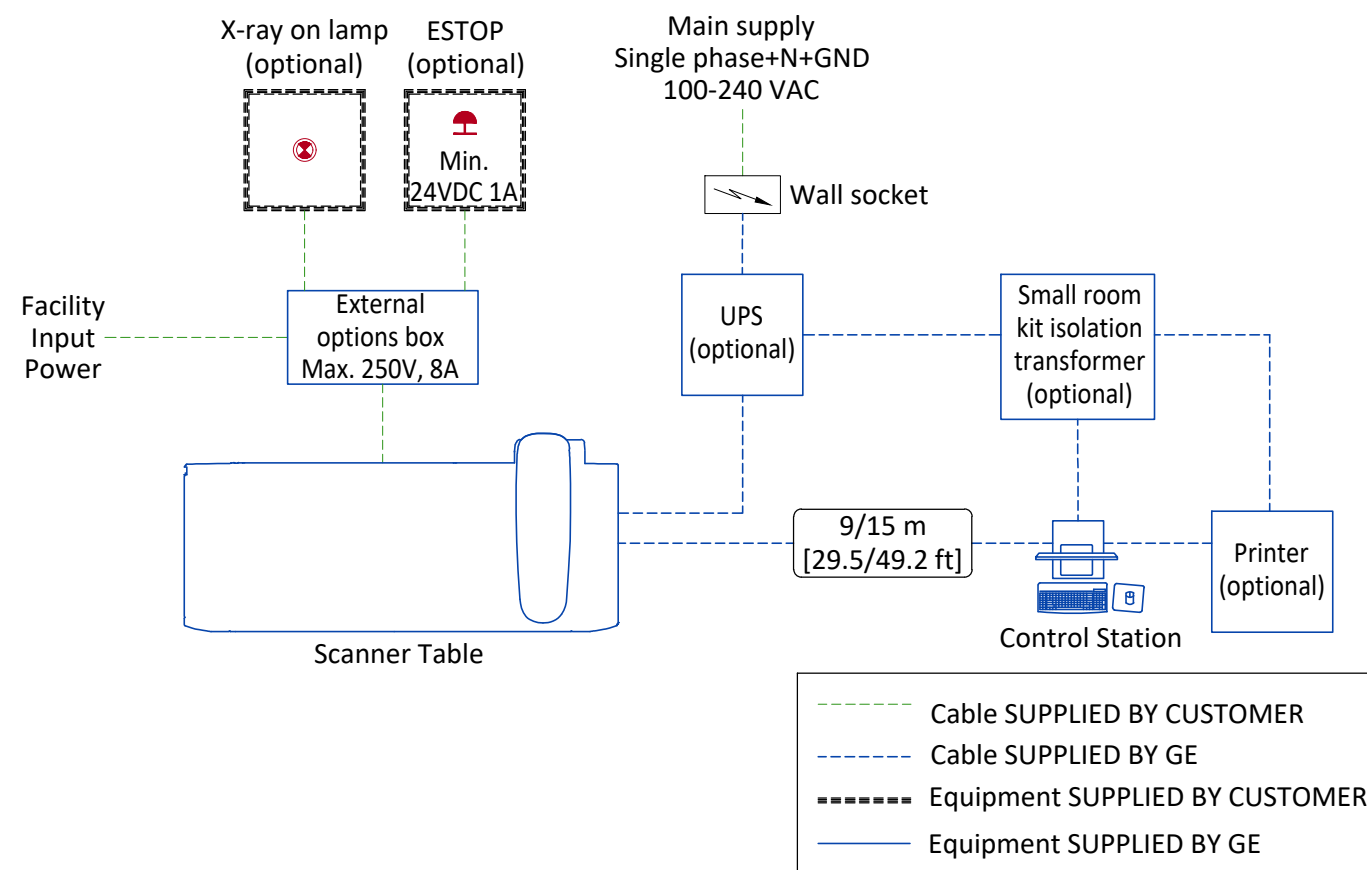 X-ray on lamp
(optional)
ESTOP
(optional)
Min.
24VDC 1A
Main supply
Single phase+N+GND
100-240 VAC
Wall socket
Facility
Input
Power
External
options box
Max. 250V, 8A
UPS
(optional)
Small room
kit isolation
transformer
(optional)
9/15 m
[29.5/49.2 ft]
Printer
(optional)
Control Station
Scanner Table
Cable SUPPLIED BY CUSTOMER
Cable SUPPLIED BY GE
Equipment SUPPLIED BY CUSTOMER
Equipment SUPPLIED BY GE